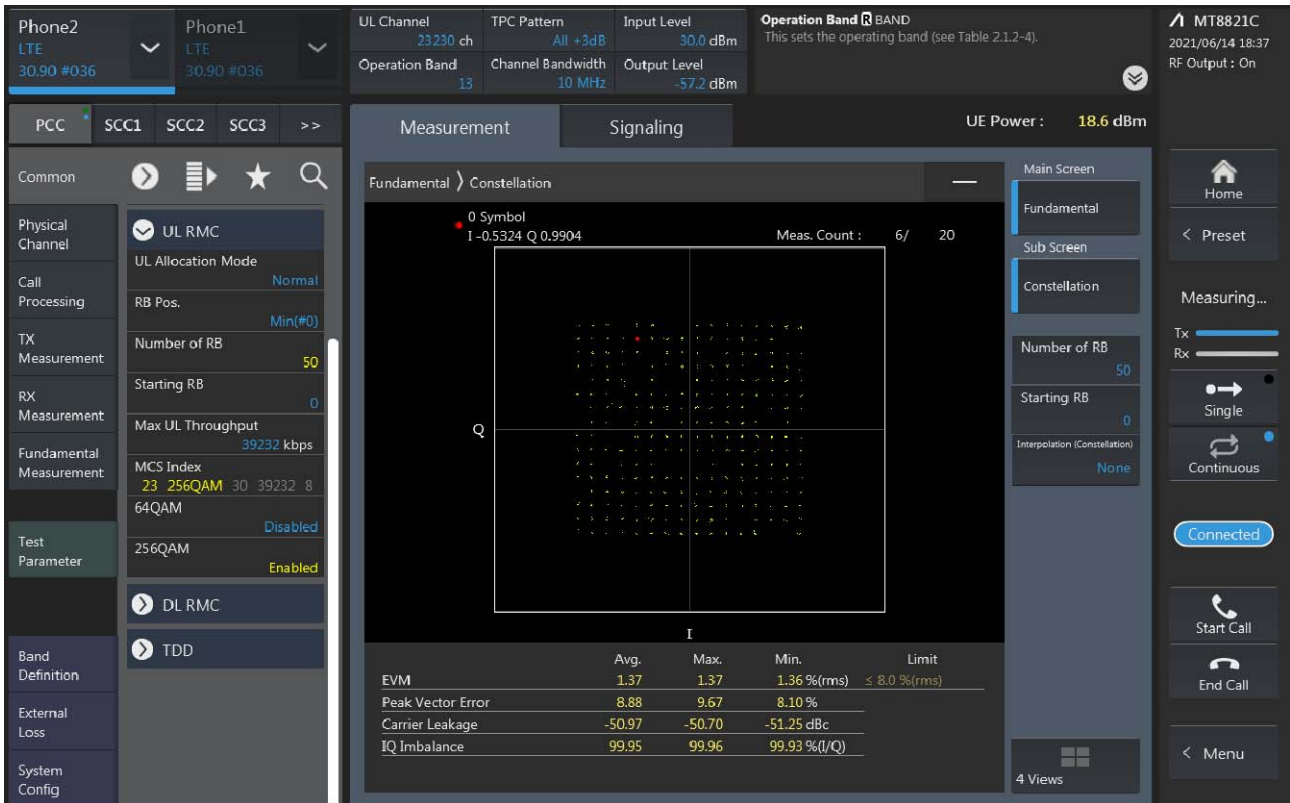 Phone2
LTE
30.90 #036
Phone1
LTE
30.90 #036
UL Channel
23230 ch
TPC Pattern
All +3dB
Input Level
30.0 dBm
Operation Band
13
Channel Bandwidth
10 MHz
Output Level
-57.2 dBm
Operation Band R BAND
This sets the operating band (see Table 2.1.2-4).
MT8821C
2021/06/14 18:37
RF Output : On
PCC SCC1 SCC2 SCC3 >>
Measurement
Signaling
UE Power : 18.6 dBm
Common
Physical
Channel
Call
Processing
TX
Measurement
RX
Measurement
Fundamental
Measurement
Test
Parameter
Band
Definition
External
Loss
System
Config
UL RMC
UL Allocation Mode
Normal
RB Pos.
Min(#0)
Number of RB
50
Starting RB
0
Max UL Throughput
39232 kbps
MCS Index
23 256QAM 30 39232 8
64QAM
Disabled
256QAM
Enabled
DL RMC
TDD
Fundamental ⟩ Constellation
0 Symbol
I -0.5324 Q 0.9904
Meas. Count : 6/ 20
Q
I
Avg. Max. Min. Limit
EVM 1.37 1.37 1.36 %(rms) ≤ 8.0 %(rms)
Peak Vector Error 8.88 9.67 8.10 %
Carrier Leakage -50.97 -50.70 -51.25 dBc
IQ Imbalance 99.95 99.96 99.93 %(I/Q)
Main Screen
Fundamental
Sub Screen
Constellation
Number of RB
50
Starting RB
0
Interpolation (Constellation)
None
4 Views
Home
< Preset
Measuring...
Tx
Rx
Single
Continuous
Connected
Start Call
End Call
< Menu